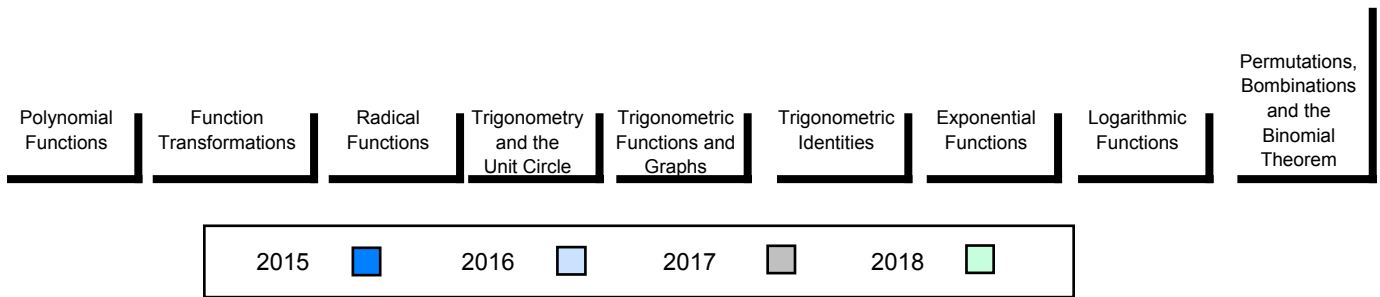 Polynomial
Functions
Function
Transformations
Radical
Functions
Trigonometry
and the
Unit Circle
Trigonometric
Functions and
Graphs
Trigonometric
Identities
Exponential
Functions
Logarithmic
Functions
Permutations,
Bombinations
and the
Binomial
Theorem
2015 2016 2017 2018